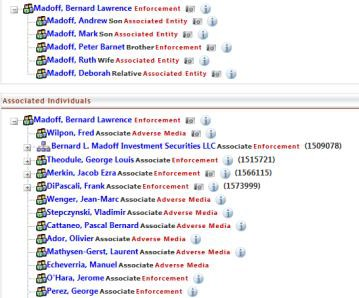 Madoff, Bernard Lawrence Enforcement
Madoff, Andrew Son Associated Entity
Madoff, Mark Son Associated Entity
Madoff, Peter Barnet Brother Enforcement
Madoff, Ruth Wife Associated Entity
Madoff, Deborah Relative Associated Entity
Associated Individuals
Madoff, Bernard Lawrence Enforcement
Wilpon, Fred Associate Adverse Media
Bernard L. Madoff Investment Securities LLC Associate Enforcement (1509078)
Theodule, George Louis Associate Enforcement (1515721)
Merkin, Jacob Ezra Associate Enforcement (1566115)
DiPascali, Frank Associate Enforcement (1573999)
Wenger, Jean-Marc Associate Adverse Media
Stepczynski, Vladimir Associate Adverse Media
Cattaneo, Pascal Bernard Associate Adverse Media
Ador, Olivier Associate Adverse Media
Mathysen-Gerst, Laurent Associate Adverse Media
Echeverria, Manuel Associate Adverse Media
O'Hara, Jerome Associate Enforcement
Perez, George Associate Enforcement